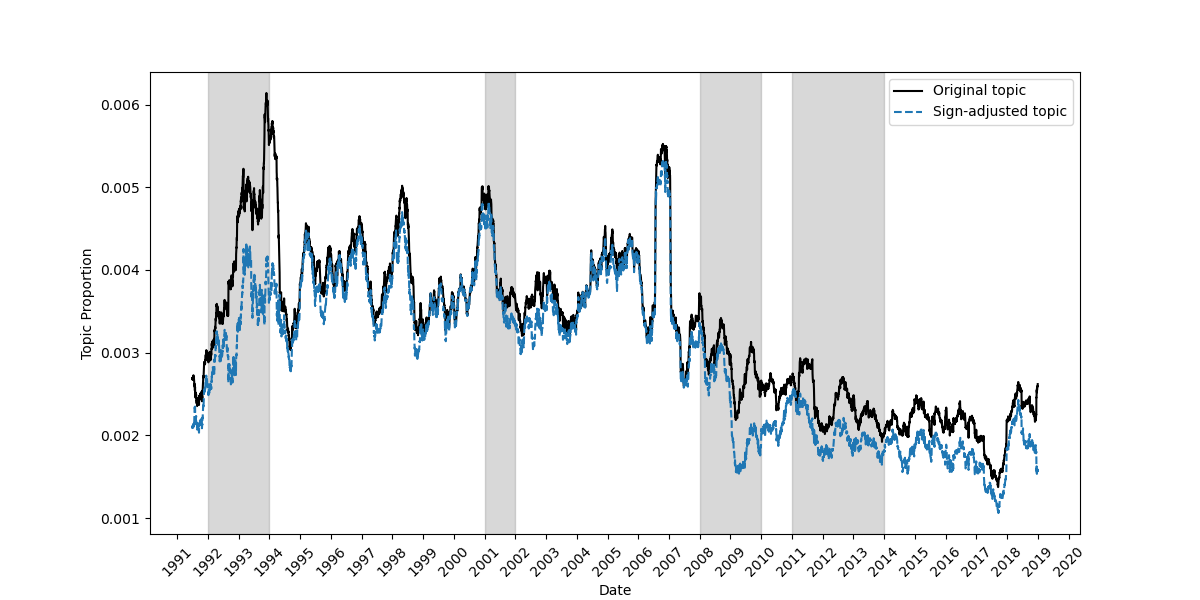 Original topic
Sign-adjusted topic
Topic Proportion
0.006
0.005
0.004
0.003
0.002
0.001
1991 1992 1993 1994 1995 1996 1997 1998 1999 2000 2001 2002 2003 2004 2005 2006 2007 2008 2009 2010 2011 2012 2013 2014 2015 2016 2017 2018 2019 2020
Date